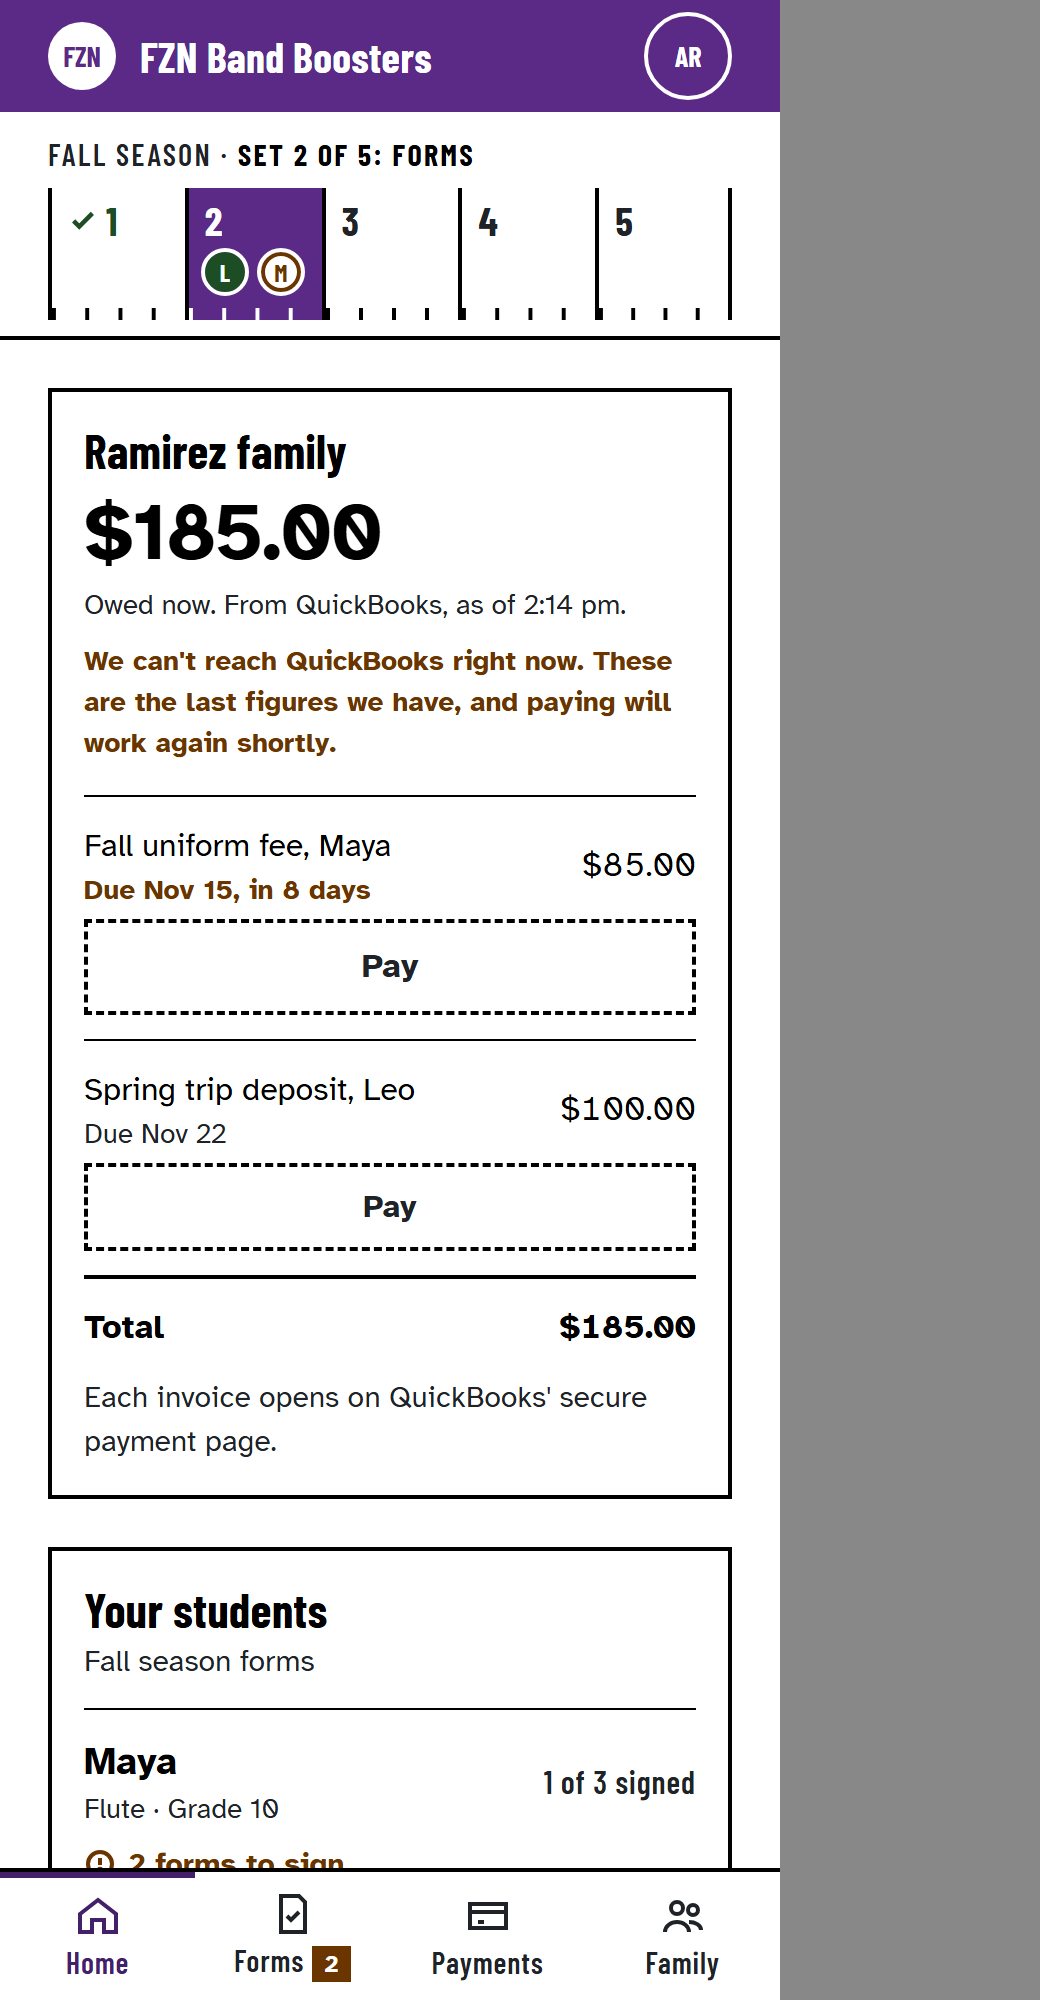 FZN
FZN Band Boosters
AR
FALL SEASON · SET 2 OF 5: FORMS
1
2
3
4
5
L
M
Ramirez family
$185.00
Owed now. From QuickBooks, as of 2:14 pm.
We can't reach QuickBooks right now. These
are the last figures we have, and paying will
work again shortly.
Fall uniform fee, Maya
$85.00
Due Nov 15, in 8 days
Pay
Spring trip deposit, Leo
$100.00
Due Nov 22
Pay
Total
$185.00
Each invoice opens on QuickBooks' secure
payment page.
Your students
Fall season forms
Maya
1 of 3 signed
Flute · Grade 10
2 forms to sign
Home
Forms 2
Payments
Family